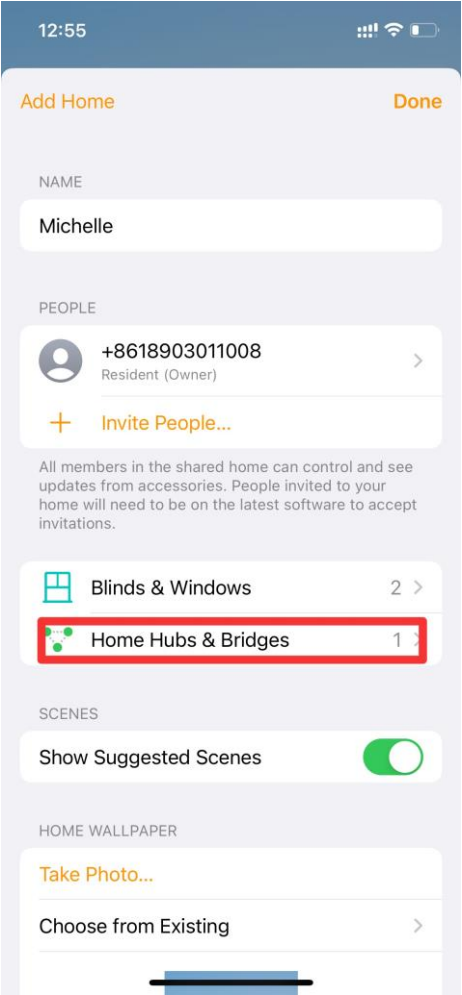 12:55
Add Home
Done
NAME
Michelle
PEOPLE
+8618903011008
Resident (Owner)
Invite People...
All members in the shared home can control and see
updates from accessories. People invited to your
home will need to be on the latest software to accept
invitations.
Blinds & Windows 2
Home Hubs & Bridges 1
SCENES
Show Suggested Scenes
HOME WALLPAPER
Take Photo...
Choose from Existing